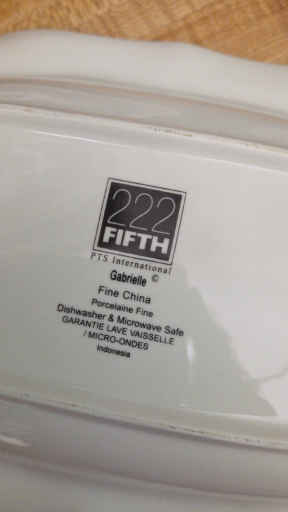 222
FIFTH
PTS International
Gabrielle ©
Fine China
Porcelaine Fine
Dishwasher & Microwave Safe
GARANTIE LAVE VAISSELLE
/ MICRO-ONDES
Indonesia